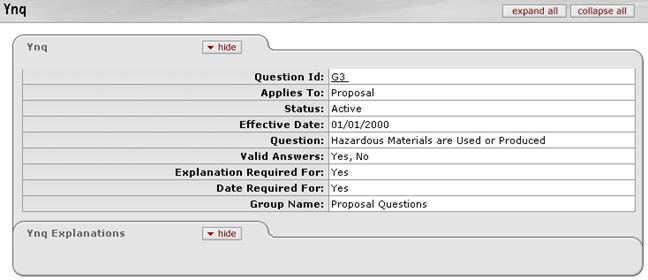 Ynq expand all collapse all
Ynq hide
Question Id: G3
Applies To: Proposal
Status: Active
Effective Date: 01/01/2000
Question: Hazardous Materials are Used or Produced
Valid Answers: Yes, No
Explanation Required For: Yes
Date Required For: Yes
Group Name: Proposal Questions
Ynq Explanations hide